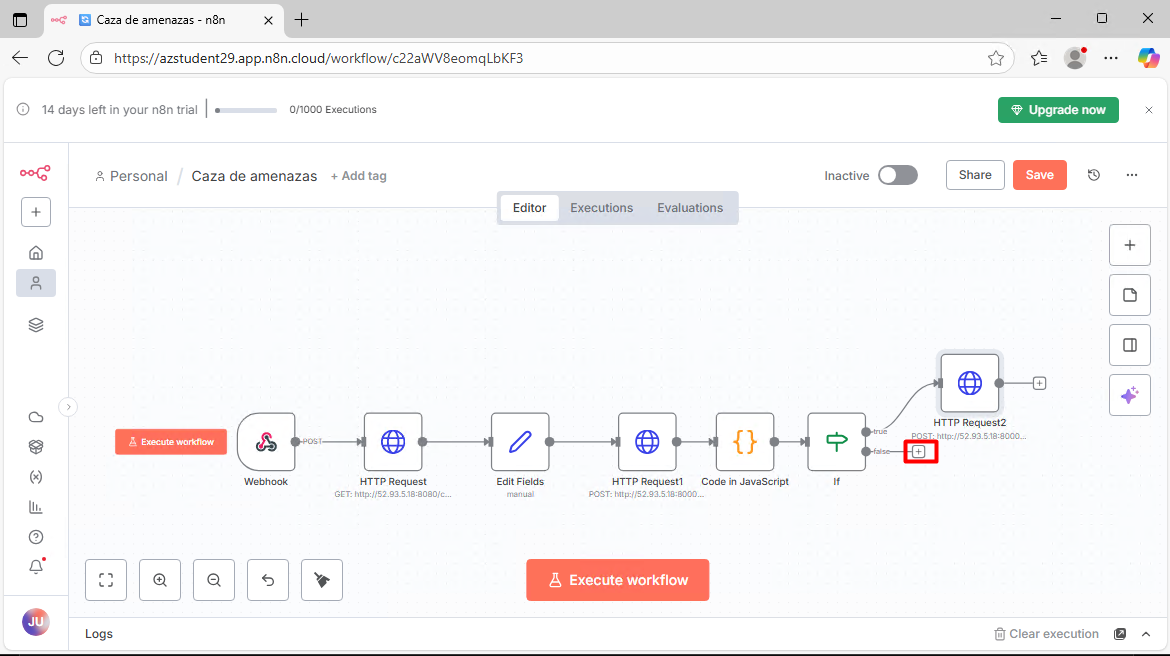 Caza de amenazas - n8n
https://azstudent29.app.n8n.cloud/workflow/c22aWV8eomqLbKF3
14 days left in your n8n trial
0/1000 Executions
Upgrade now
Personal / Caza de amenazas + Add tag
Inactive
Share
Save
Editor
Executions
Evaluations
Execute workflow
POST
Webhook
HTTP Request
GET: http://52.93.5.18:8080/c...
Edit Fields
manual
HTTP Request1
POST: http://52.93.5.18:8000...
Code in JavaScript
If
true
false
HTTP Request2
POST: http://52.93.5.18:8000...
Execute workflow
JU
Logs
Clear execution